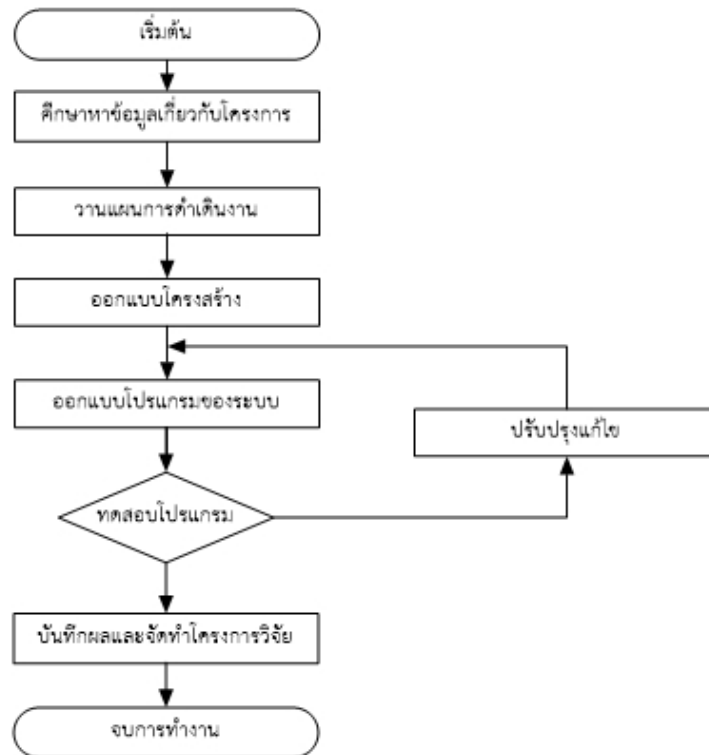 เริ่มต้น
ศึกษาหาข้อมูลเกี่ยวกับโครงการ
วานแผนการดำเดินงาน
ออกแบบโครงสร้าง
ออกแบบโปรแกรมของระบบ
ปรับปรุงแก้ไข
ทดสอบโปรแกรม
บันทึกผลและจัดทำโครงการวิจัย
จบการทำงาน